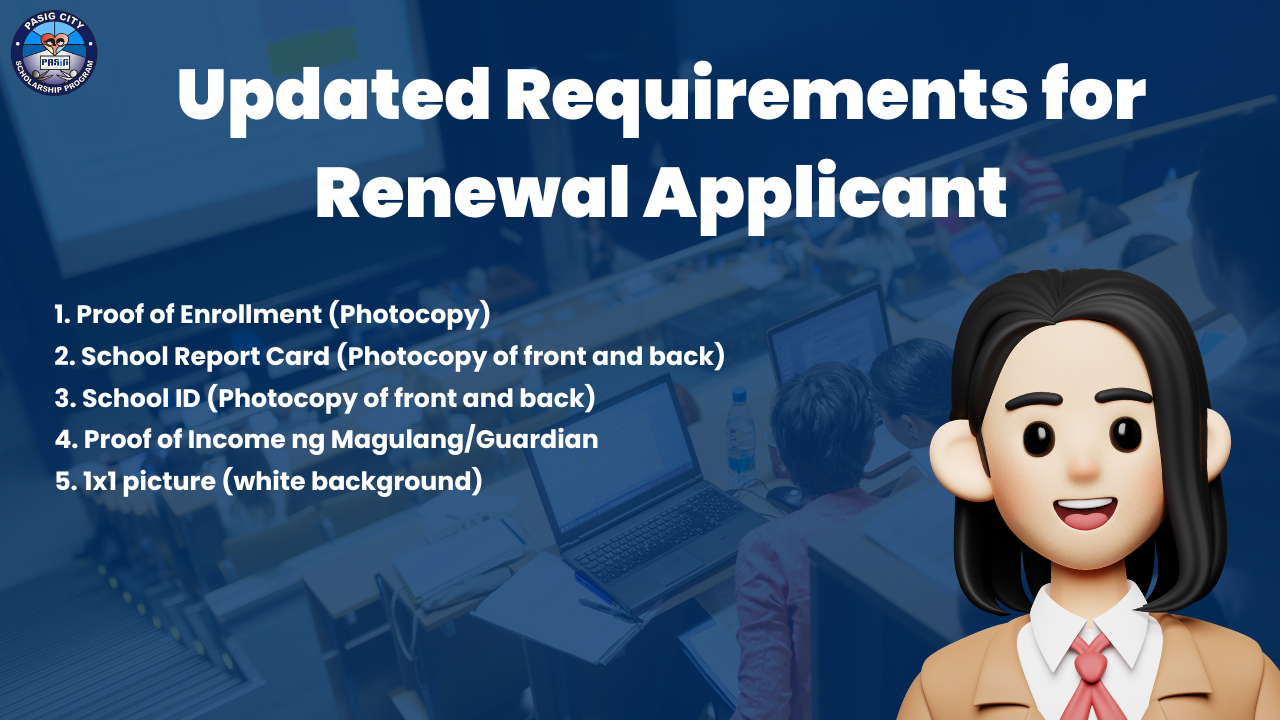 PASIG CITY
PASIG
SCHOLARSHIP PROGRAM
Updated Requirements for
Renewal Applicant
1. Proof of Enrollment (Photocopy)
2. School Report Card (Photocopy of front and back)
3. School ID (Photocopy of front and back)
4. Proof of Income ng Magulang/Guardian
5. 1x1 picture (white background)